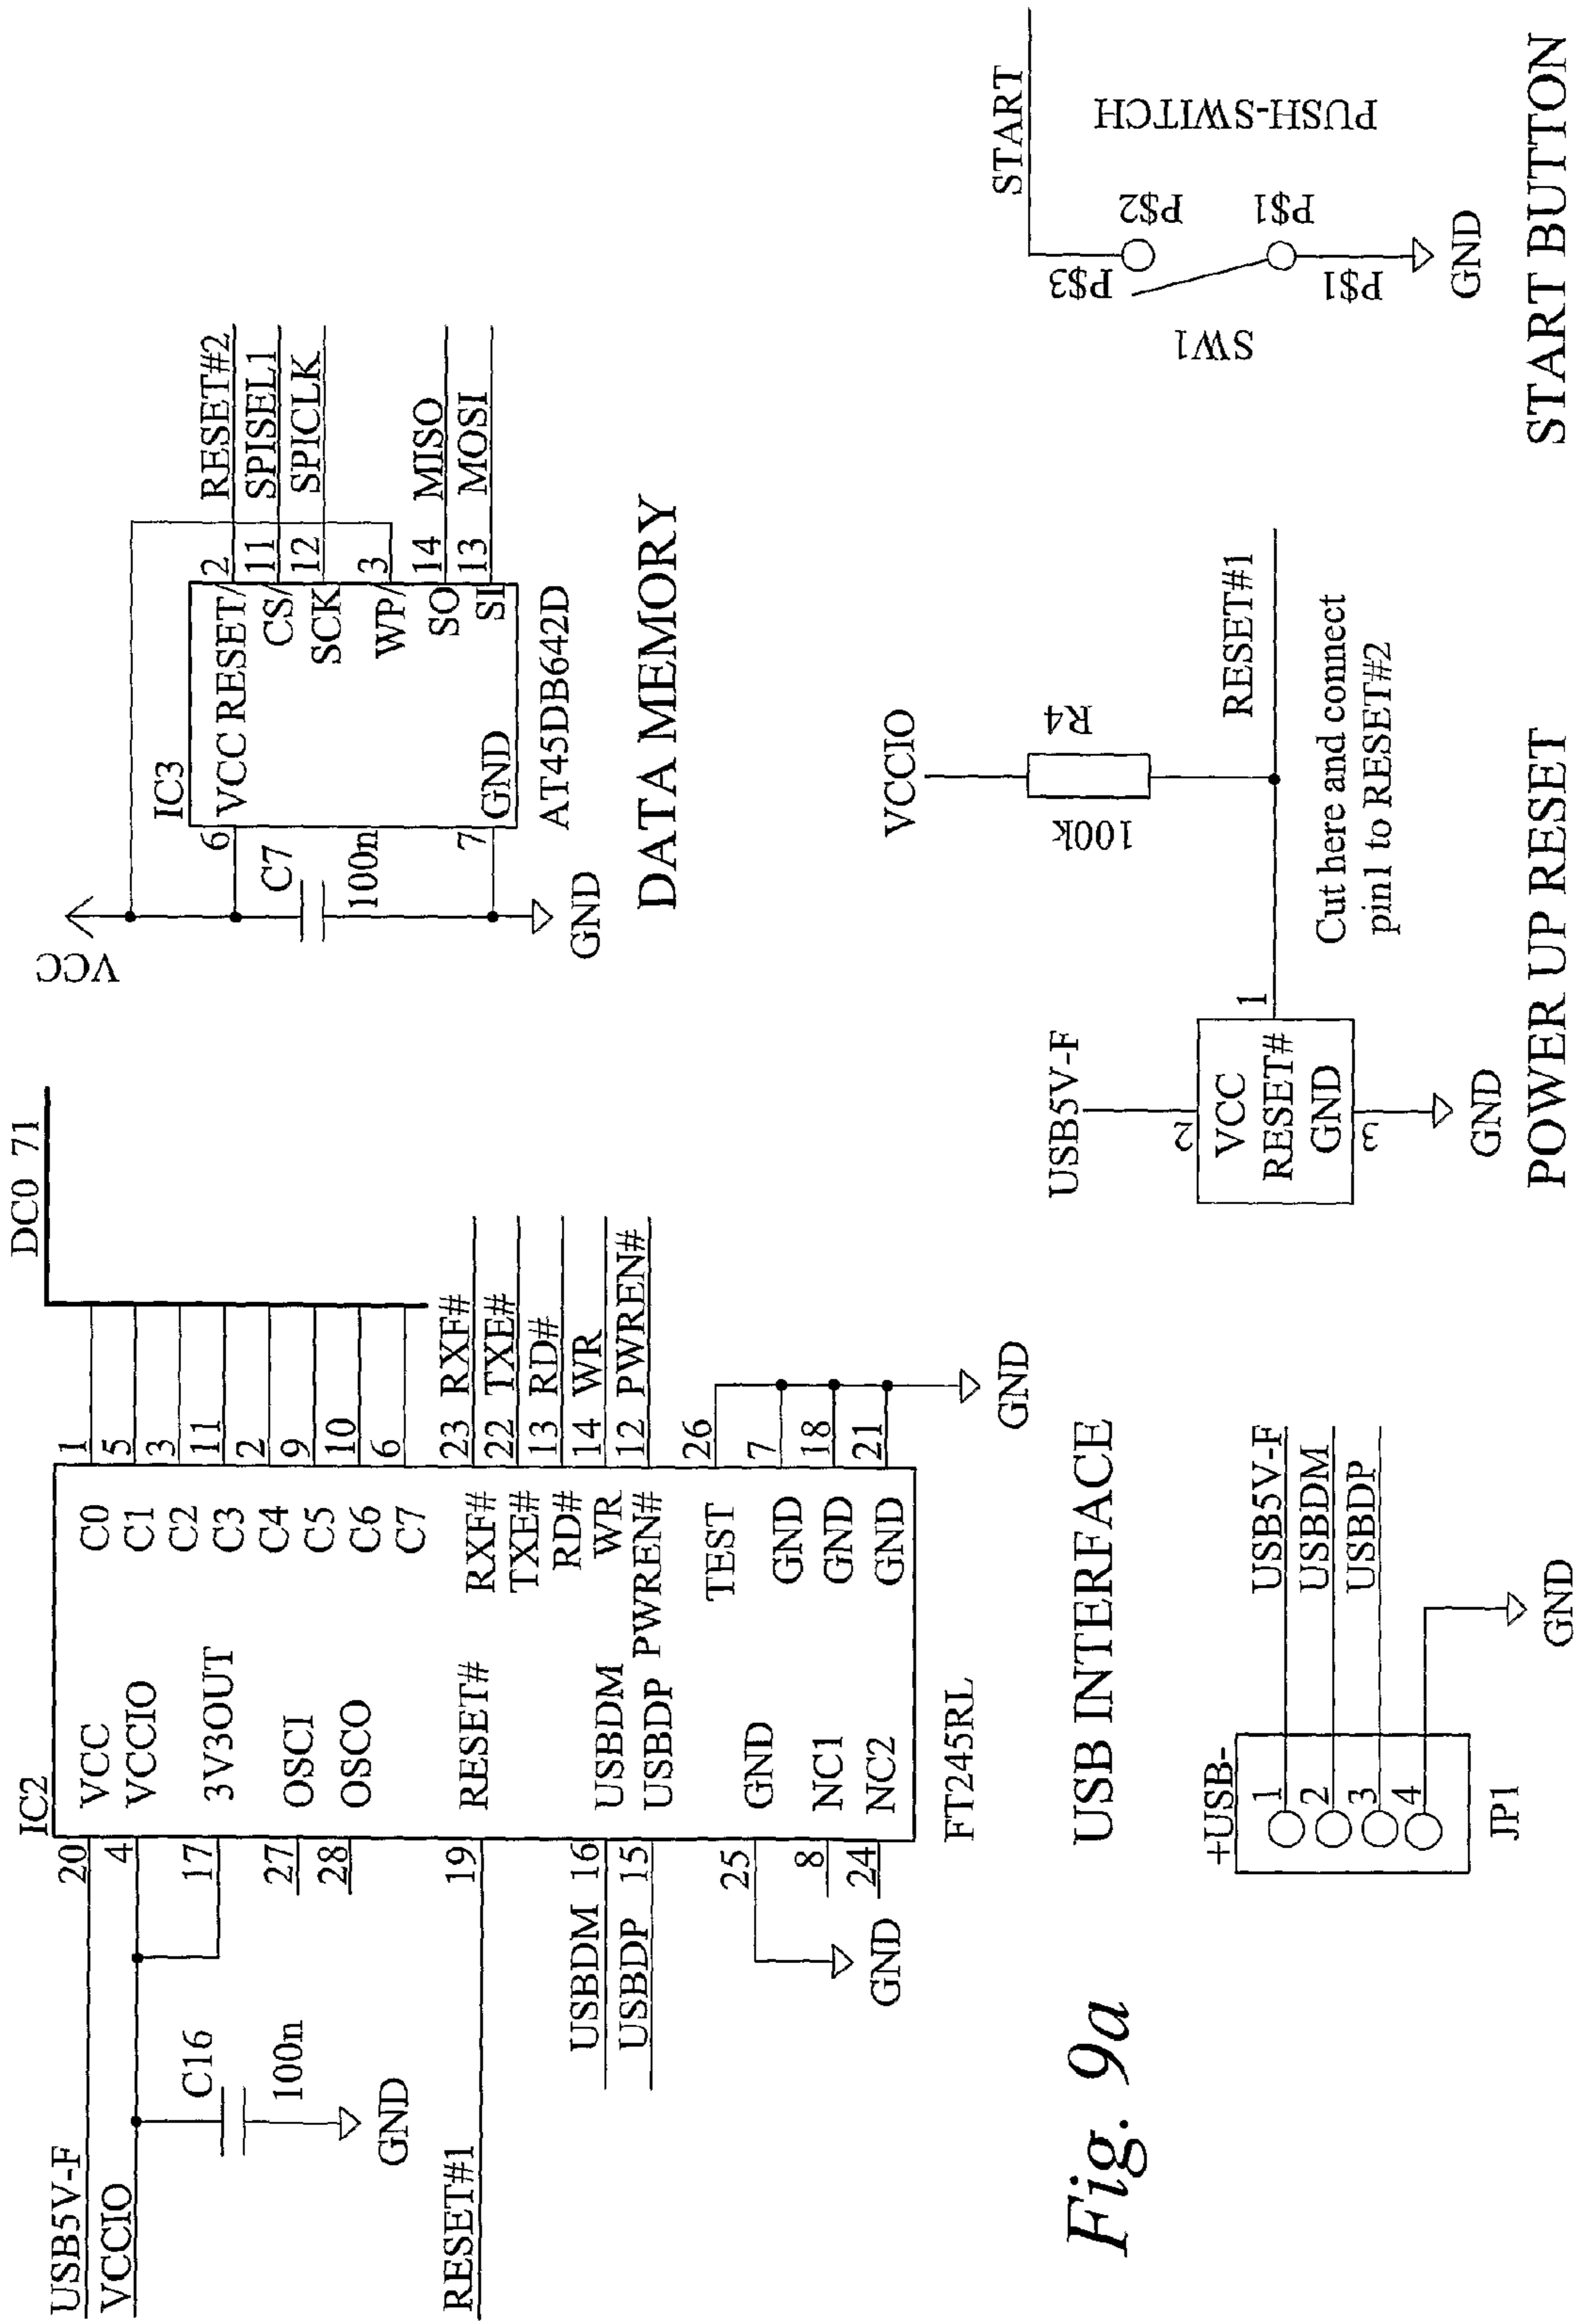 DC0 71
IC2
USB5V-F 20 VCC C0 1
VCCIO 4 VCCIO C1 5
C2 3
17 3V3OUT C3 11
C16
100n
GND
27 OSCI C4 2
C5 9
28 OSCO C6 10
C7 6
RESET#1 19 RESET# RXF# 23 RXF#
TXE# 22 TXE#
RD# 13 RD#
USBDM 16 USBDM WR 14 WR
USBDP 15 USBDP PWREN# 12 PWREN#
TEST 26
25 GND GND 7
8 NC1 GND 18
24 NC2 GND 21
GND
GND
FT245RL
USB INTERFACE
VCC
IC3
6 VCC RESET/ 2 RESET#2
C7
100n
CS/ 11 SPISEL1
SCK 12 SPICLK
WP/ 3
SO 14 MISO
7 GND SI 13 MOSI
GND
AT45DB642D
DATA MEMORY
+USB-
1 USB5V-F
2 USBDM
3 USBDP
4
GND
JP1
USB5V-F
2
VCC
RESET# 1
GND
3
GND
VCCIO
100k R4
RESET#1
Cut here and connect
pin1 to RESET#2
POWER UP RESET
START
P$3
P$2
SW1
PUSH-SWITCH
P$1
P$1
GND
START BUTTON
Fig. 9a